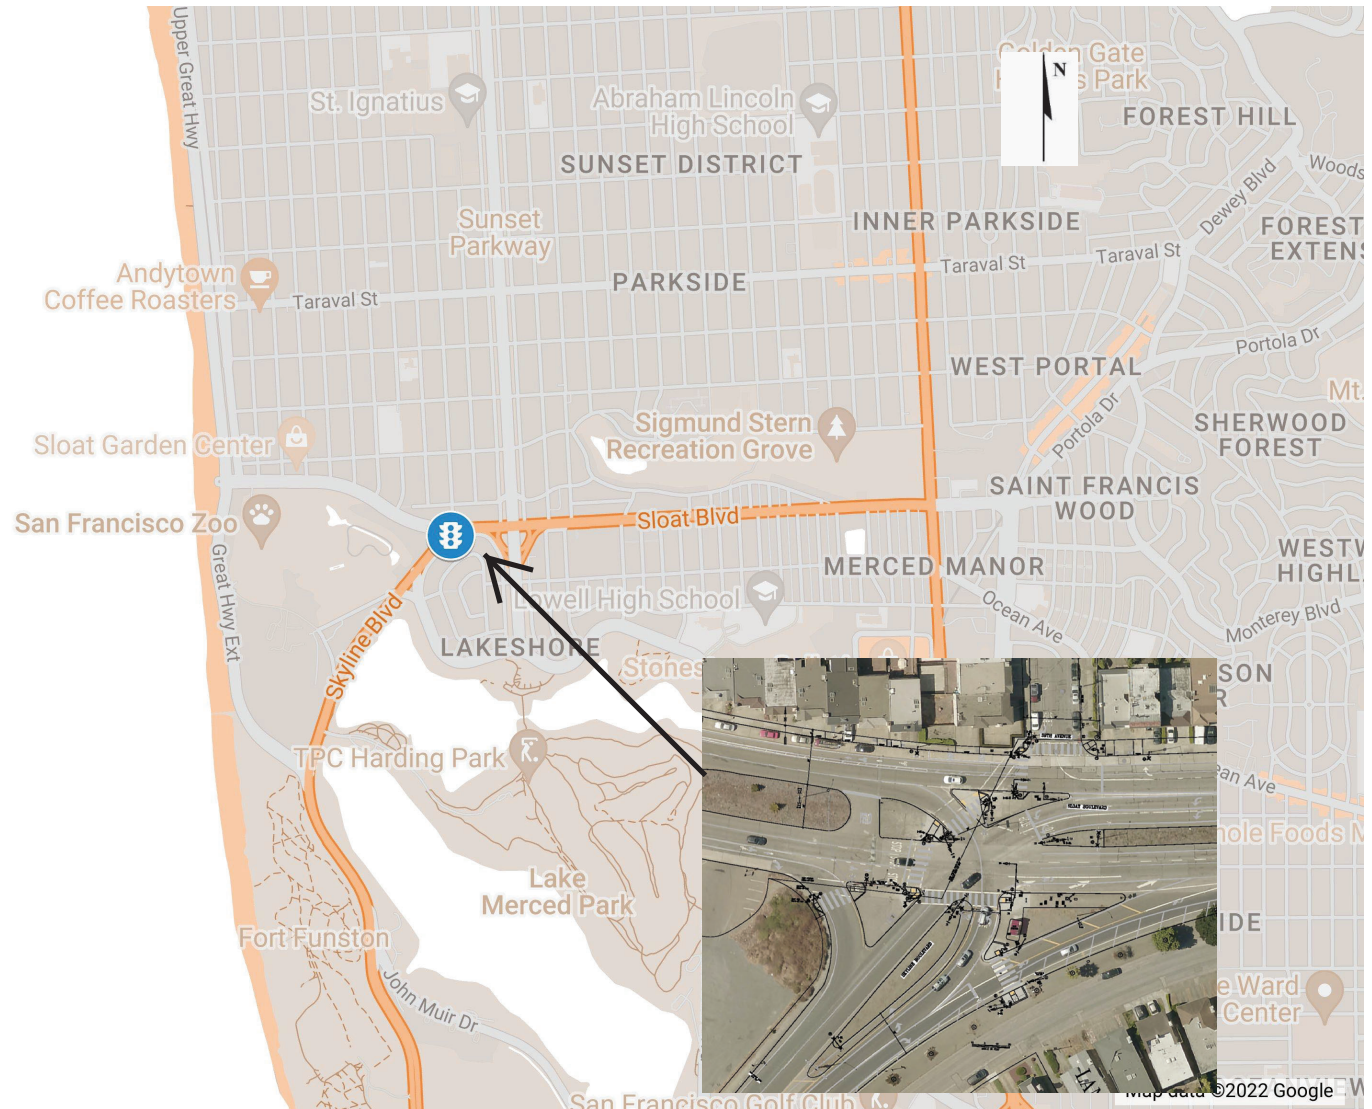 Upper Great Hwy
Golden Gate
s Park
N
St. Ignatius
Abraham Lincoln
High School
FOREST HILL
SUNSET DISTRICT
Woods
Dewey Blvd
Sunset
Parkway
INNER PARKSIDE
FOREST
EXTENS
Taraval St
Taraval St
Andytown
Coffee Roasters
Taraval St
PARKSIDE
Portola Dr
WEST PORTAL
Mt.
Portola Dr
Sigmund Stern
Recreation Grove
SHERWOOD
FOREST
Sloat Garden Center
SAINT FRANCIS
WOOD
San Francisco Zoo
Sloat Blvd
Great Hwy Ext
MERCED MANOR
WESTW
HIGHL
Lowell High School
Ocean Ave
Monterey Blvd
Skyline Blvd
LAKESHORE
Stones
SON
R
TPC Harding Park
ean Ave
hole Foods M
SKYLINE BOULEVARD
Lake
Merced Park
Fort Funston
IDE
John Muir Dr
e Ward
Center
San Francisco Golf Club
Map data ©2022 Google